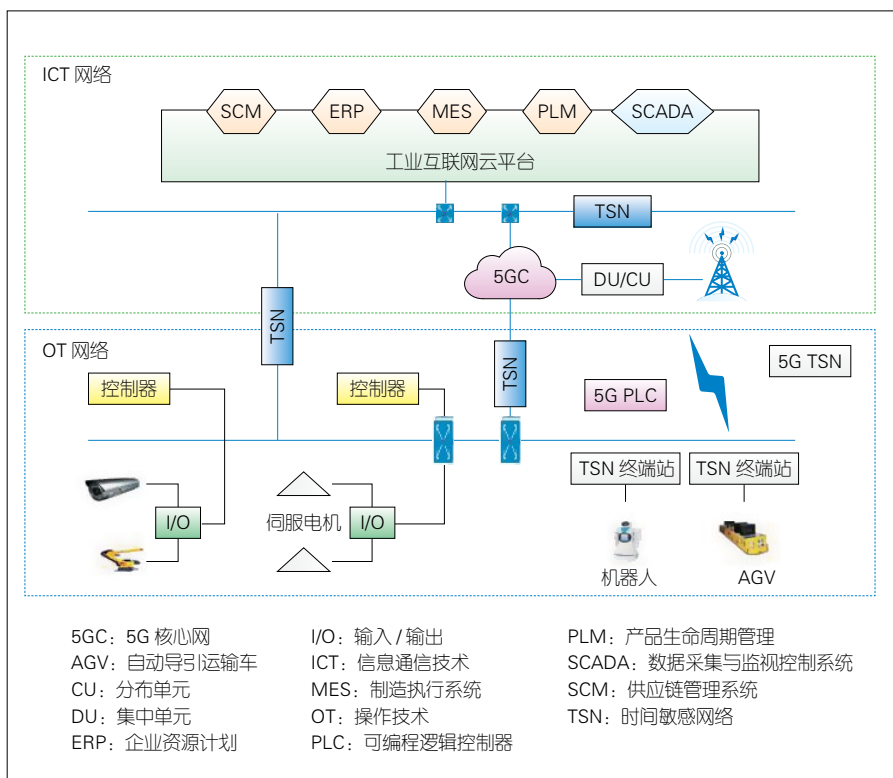 ICT 网络
SCM ERP MES PLM SCADA
工业互联网云平台
TSN
5GC DU/CU
TSN
OT 网络
TSN
5G TSN
控制器 控制器 5G PLC
TSN 终端站 TSN 终端站
I/O 伺服电机 I/O
机器人 AGV
5GC：5G 核心网
AGV：自动导引运输车
CU：分布单元
DU：集中单元
ERP：企业资源计划
I/O：输入 / 输出
ICT：信息通信技术
MES：制造执行系统
OT：操作技术
PLC：可编程逻辑控制器
PLM：产品生命周期管理
SCADA：数据采集与监视控制系统
SCM：供应链管理系统
TSN：时间敏感网络